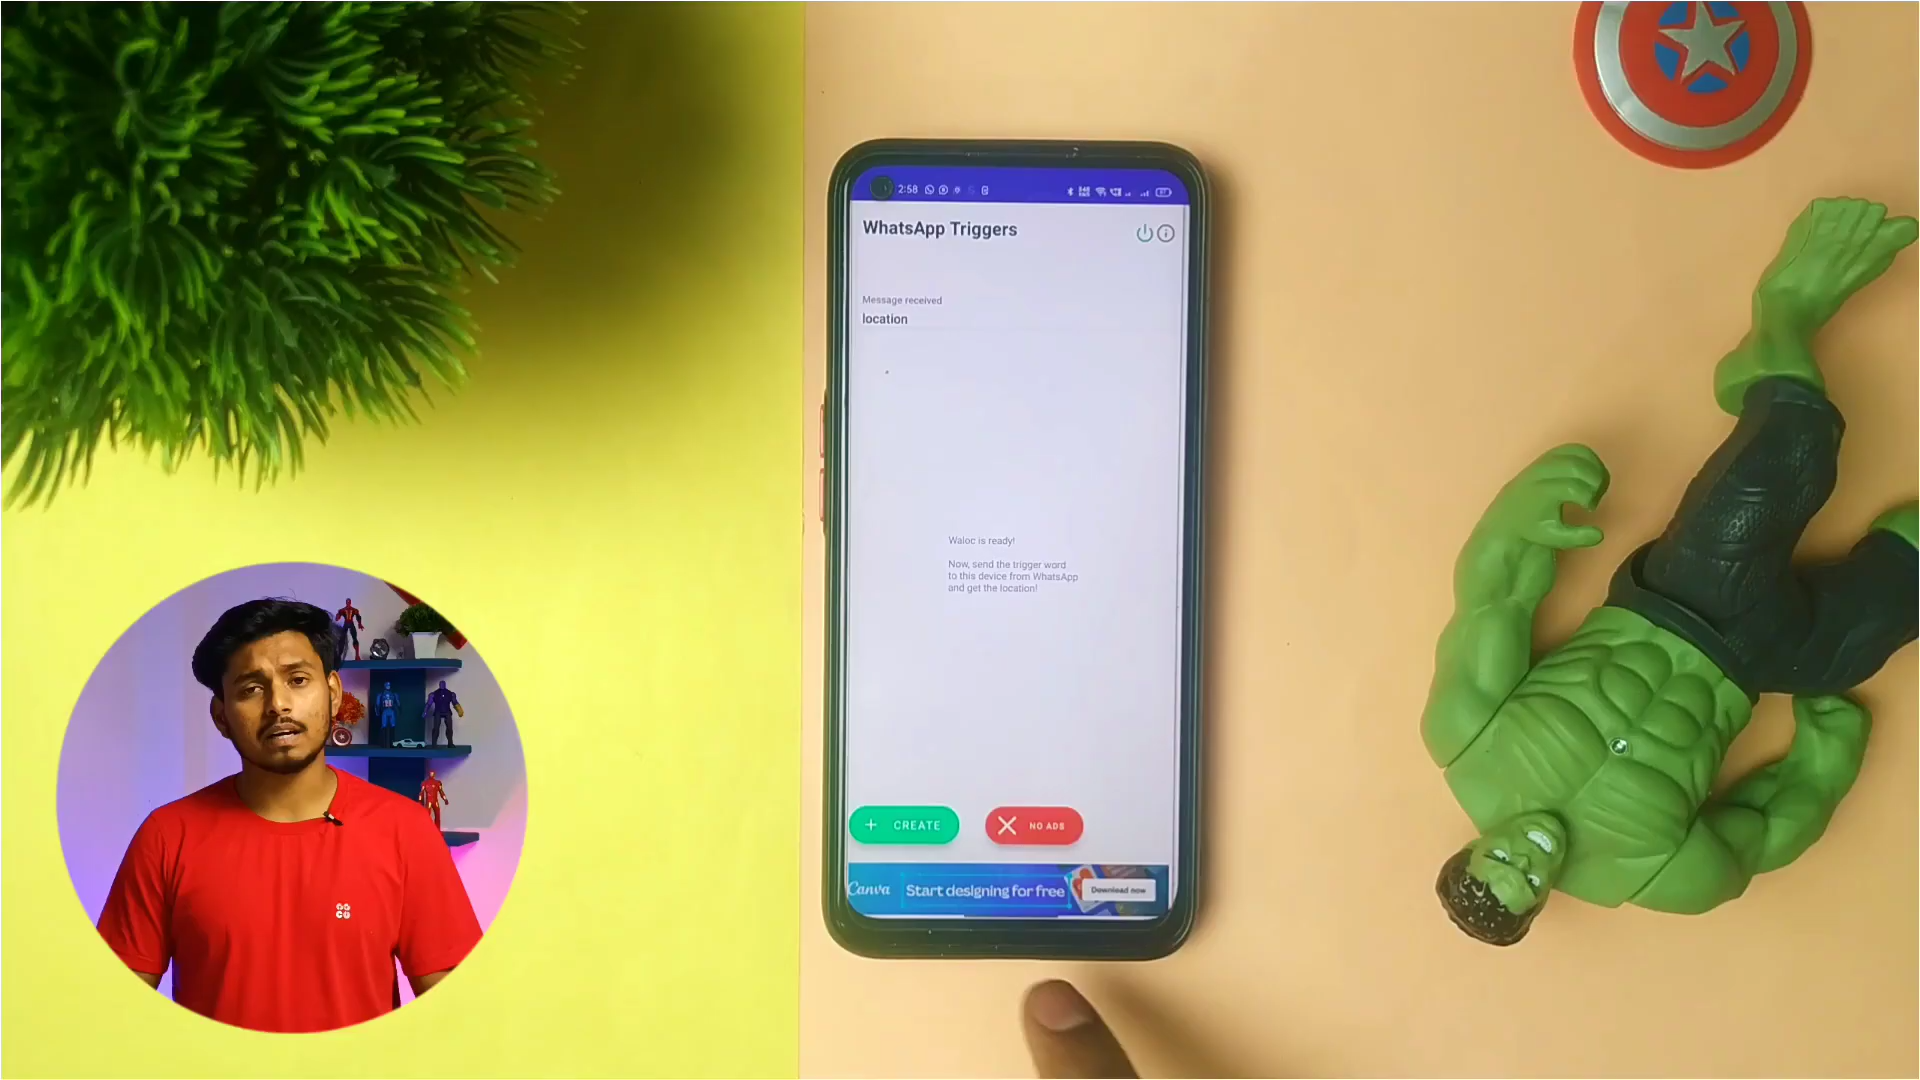 2:58
WhatsApp Triggers
Message received
location
Waloc is ready!
Now, send the trigger word
to this device from WhatsApp
and get the location!
+ CREATE
NO ADS
Canva
Start designing for free
Download now